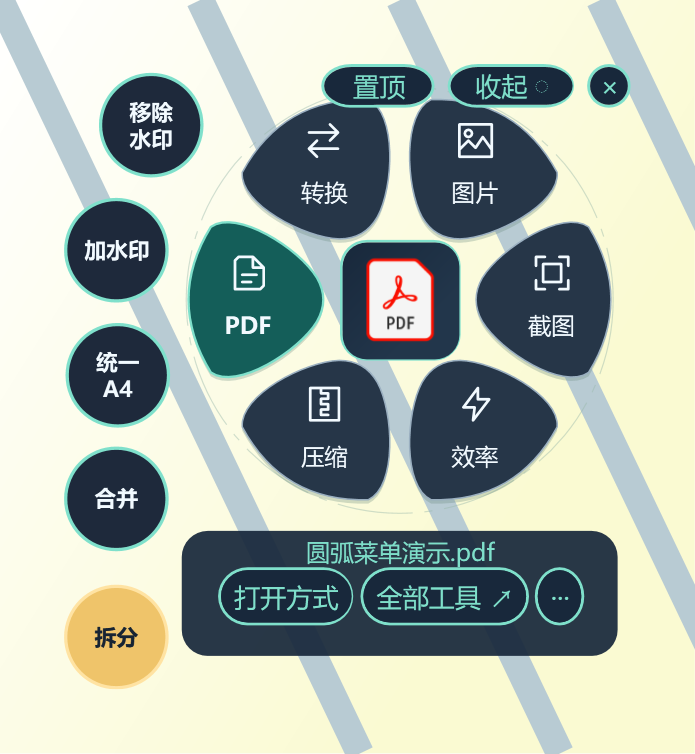 置顶
收起
×
移除
水印
转换
图片
加水印
PDF
PDF
截图
统一
A4
压缩
效率
合并
圆弧菜单演示.pdf
打开方式
全部工具 ↗
...
拆分